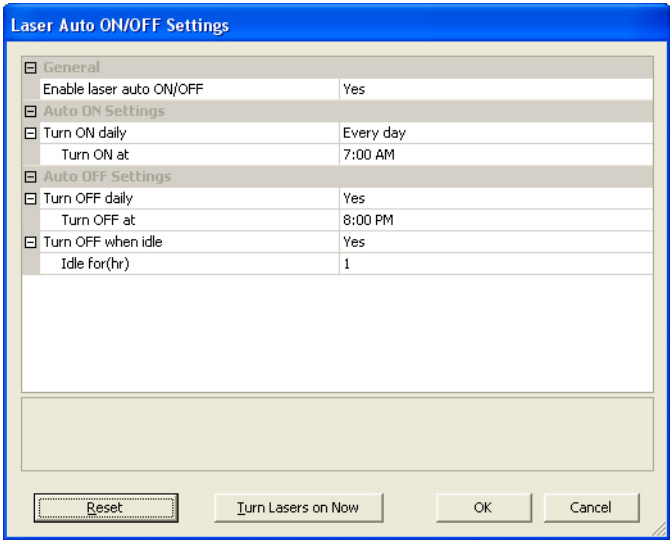 Laser Auto ON/OFF Settings
General
Enable laser auto ON/OFF Yes
Auto ON Settings
Turn ON daily Every day
Turn ON at 7:00 AM
Auto OFF Settings
Turn OFF daily Yes
Turn OFF at 8:00 PM
Turn OFF when idle Yes
Idle for(hr) 1
Reset Turn Lasers on Now OK Cancel